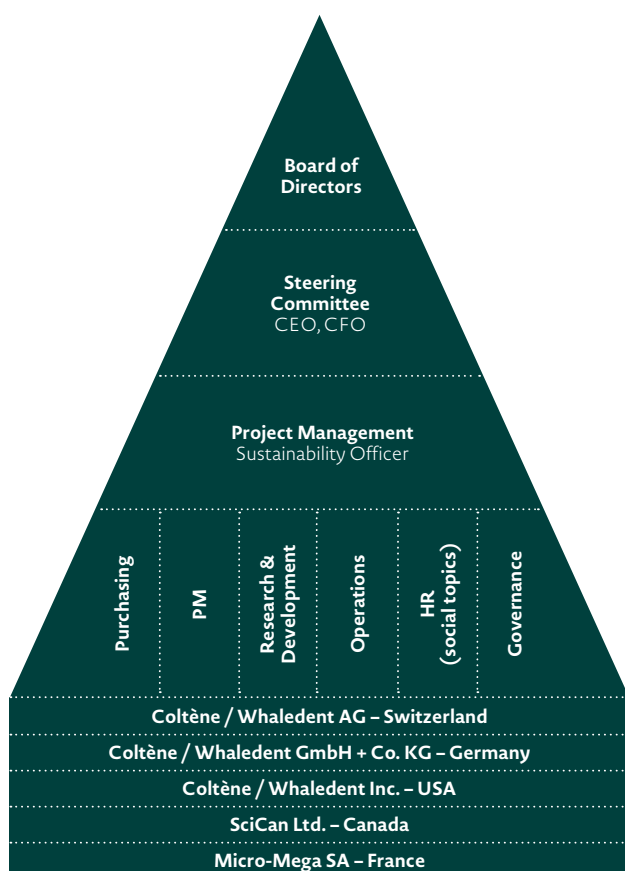 Board of
Directors
Steering
Committee
CEO, CFO
Project Management
Sustainability Officer
Purchasing
PM
Research &
Development
Operations
HR
(social topics)
Governance
Coltène / Whaledent AG – Switzerland
Coltène / Whaledent GmbH + Co. KG – Germany
Coltène / Whaledent Inc. – USA
SciCan Ltd. – Canada
Micro-Mega SA – France